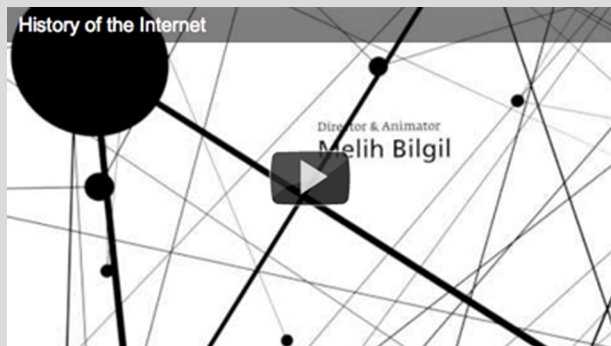 History of the Internet
Director & Animator
Melih Bilgil